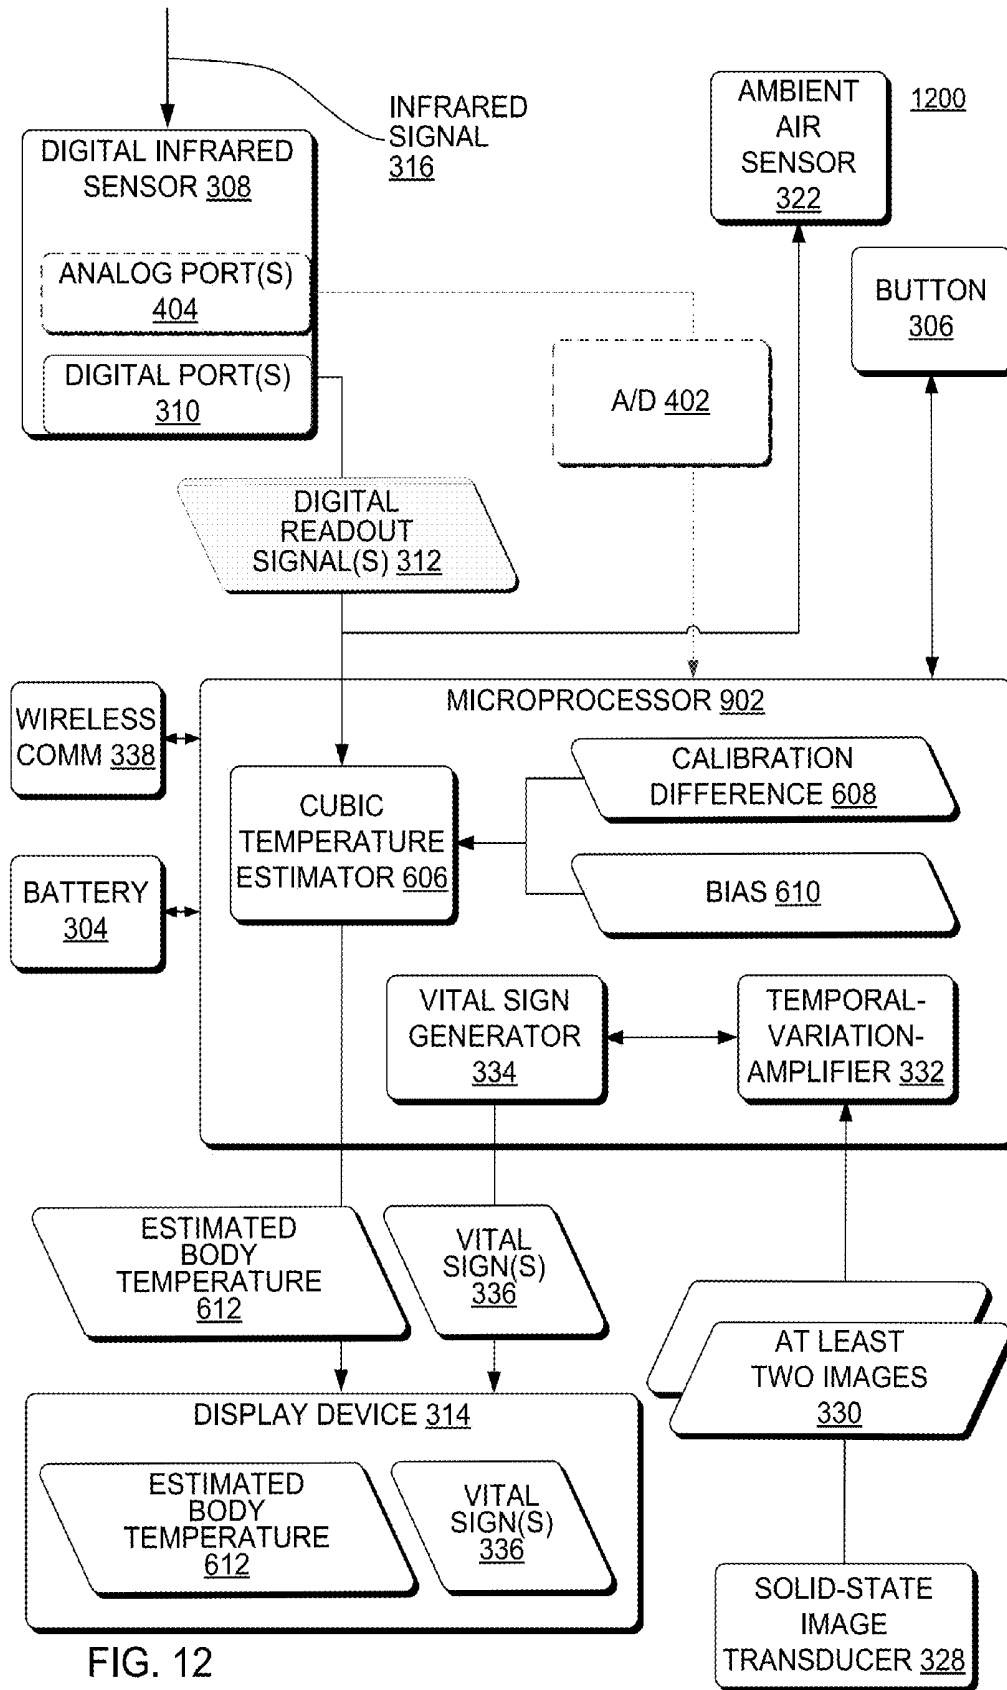 INFRARED
SIGNAL
316
AMBIENT
AIR
SENSOR
322
1200
DIGITAL INFRARED
SENSOR 308
ANALOG PORT(S)
404
DIGITAL PORT(S)
310
A/D 402
BUTTON
306
DIGITAL
READOUT
SIGNAL(S) 312
MICROPROCESSOR 902
WIRELESS
COMM 338
CUBIC
TEMPERATURE
ESTIMATOR 606
CALIBRATION
DIFFERENCE 608
BIAS 610
BATTERY
304
VITAL SIGN
GENERATOR
334
TEMPORAL-
VARIATION-
AMPLIFIER 332
ESTIMATED
BODY
TEMPERATURE
612
VITAL
SIGN(S)
336
AT LEAST
TWO IMAGES
330
DISPLAY DEVICE 314
ESTIMATED
BODY
TEMPERATURE
612
VITAL
SIGN(S)
336
SOLID-STATE
IMAGE
TRANSDUCER 328
FIG. 12